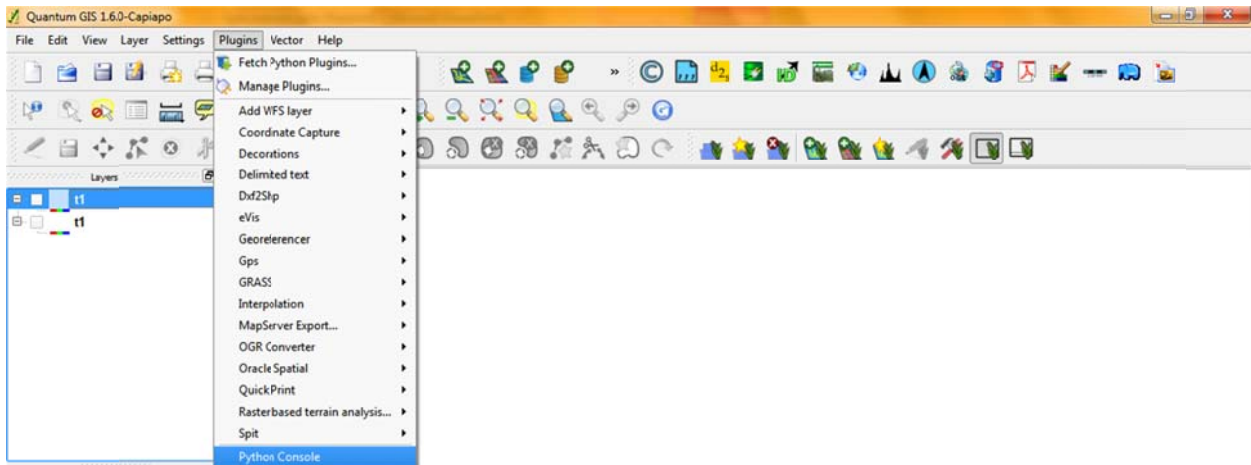 Quantum GIS 1.6.0-Capiapo
File Edit View Layer Settings Plugins Vector Help
Fetch Python Plugins...
Manage Plugins...
Add WFS layer
Coordinate Capture
Decorations
Delimited text
Dxf2Shp
eVis
Georeferencer
Gps
GRASS
Interpolation
MapServer Export...
OGR Converter
Oracle Spatial
QuickPrint
Rasterbased terrain analysis...
Spit
Python Console
Layers
t1
t1